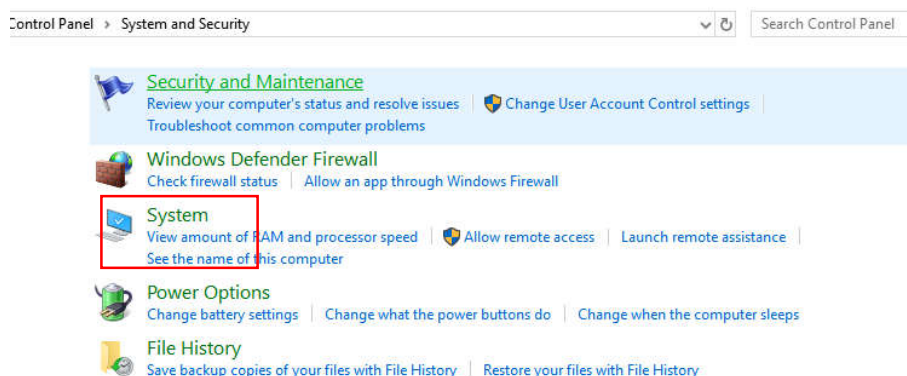 Control Panel > System and Security Search Control Panel
Security and Maintenance
Review your computer's status and resolve issues Change User Account Control settings
Troubleshoot common computer problems
Windows Defender Firewall
Check firewall status Allow an app through Windows Firewall
System
View amount of RAM and processor speed Allow remote access Launch remote assistance
See the name of this computer
Power Options
Change battery settings Change what the power buttons do Change when the computer sleeps
File History
Save backup copies of your files with File History Restore your files with File History